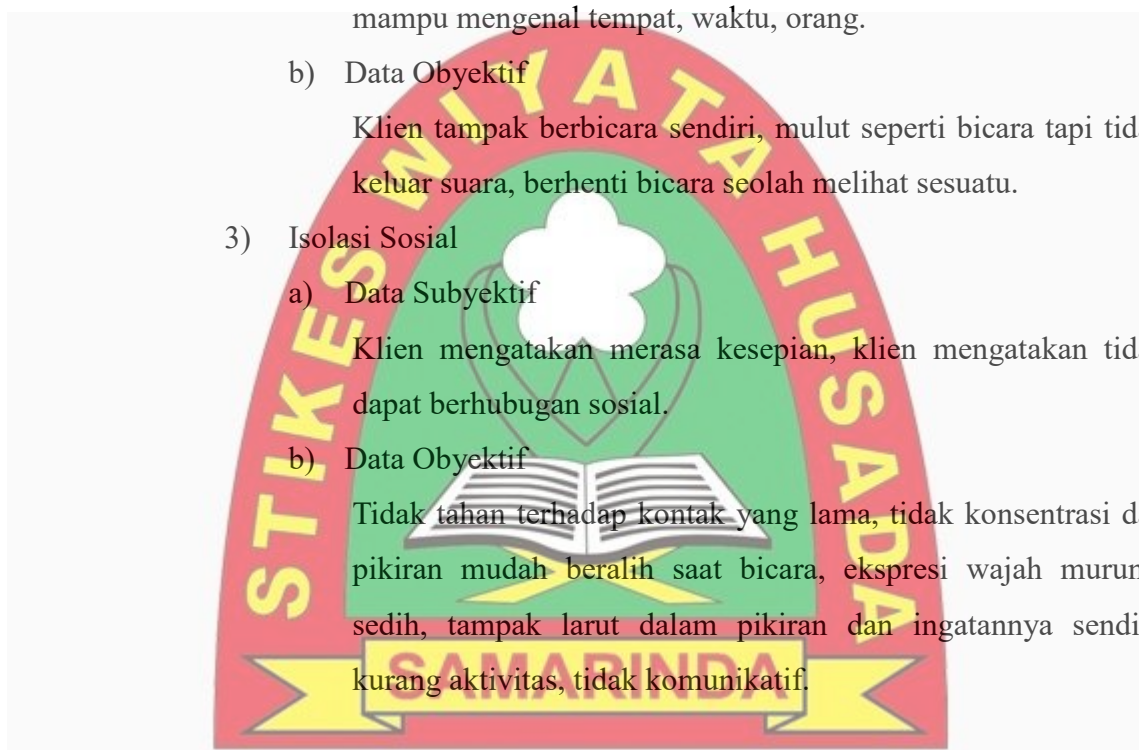 mampu mengenal tempat, waktu, orang.
b) Data Obyektif
Klien tampak berbicara sendiri, mulut seperti bicara tapi tid
keluar suara, berhenti bicara seolah melihat sesuatu.
3) Isolasi Sosial
a) Data Subyektif
Klien mengatakan merasa kesepian, klien mengatakan tid
dapat berhubugan sosial.
b) Data Obyektif
Tidak tahan terhadap kontak yang lama, tidak konsentrasi d
pikiran mudah beralih saat bicara, ekspresi wajah murun
sedih, tampak larut dalam pikiran dan ingatannya sendi
kurang aktivitas, tidak komunikatif.
STIKES WIYATA HUSADA
SAMARINDA